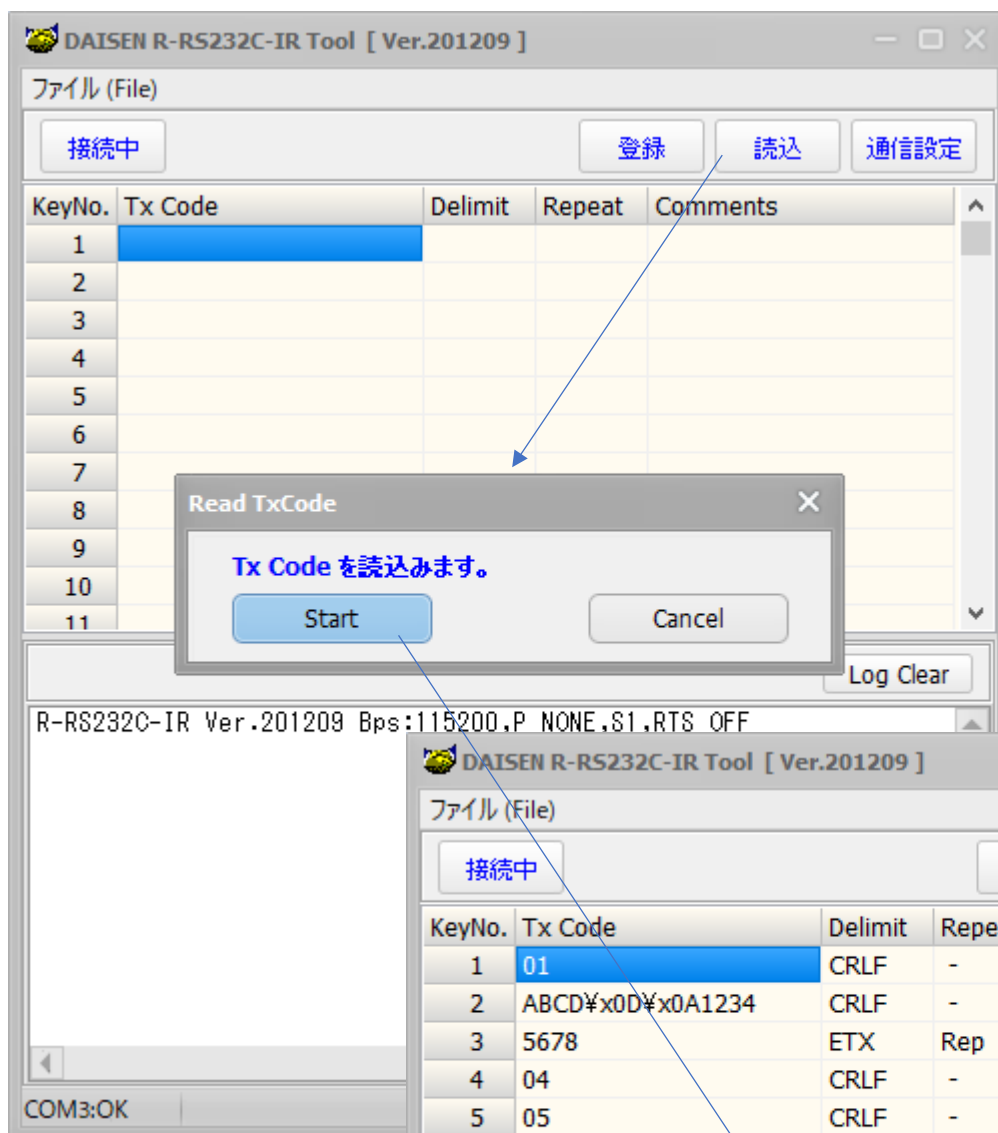 DAISEN R-RS232C-IR Tool [ Ver.201209 ]
ファイル (File)
接続中 登録 読込 通信設定
KeyNo. Tx Code Delimit Repeat Comments
1
2
3
4
5
6
7
8
9
10
11
Read TxCode
Tx Code を読込みます。
Start Cancel
Log Clear
R-RS232C-IR Ver.201209 Bps:115200,P NONE,S1,RTS OFF
COM3:OK
DAISEN R-RS232C-IR Tool [ Ver.201209 ]
ファイル (File)
接続中
KeyNo. Tx Code Delimit Repe
1 01 CRLF -
2 ABCD¥x0D¥x0A1234 CRLF -
3 5678 ETX Rep
4 04 CRLF -
5 05 CRLF -